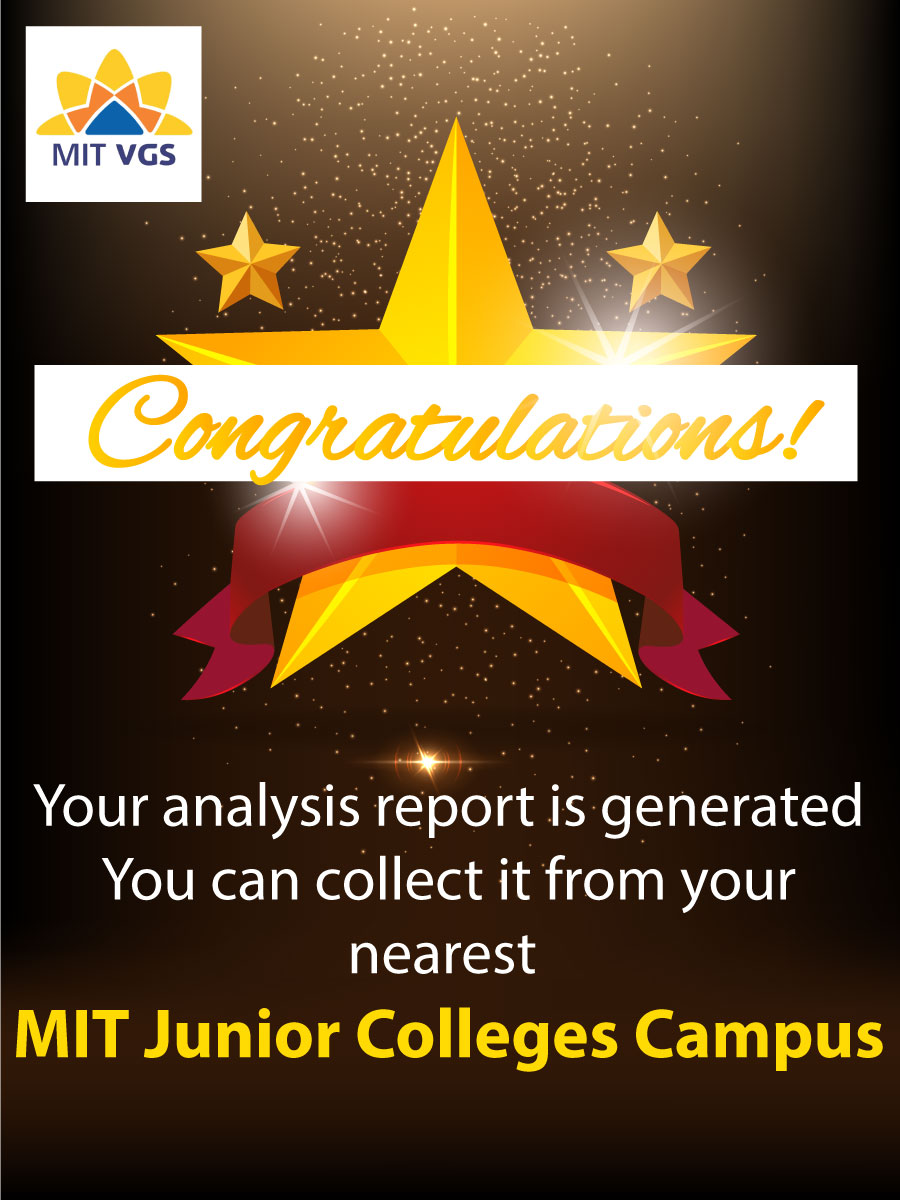 MIT VGS
Congratulations!
Your analysis report is generated
You can collect it from your
nearest
MIT Junior Colleges Campus